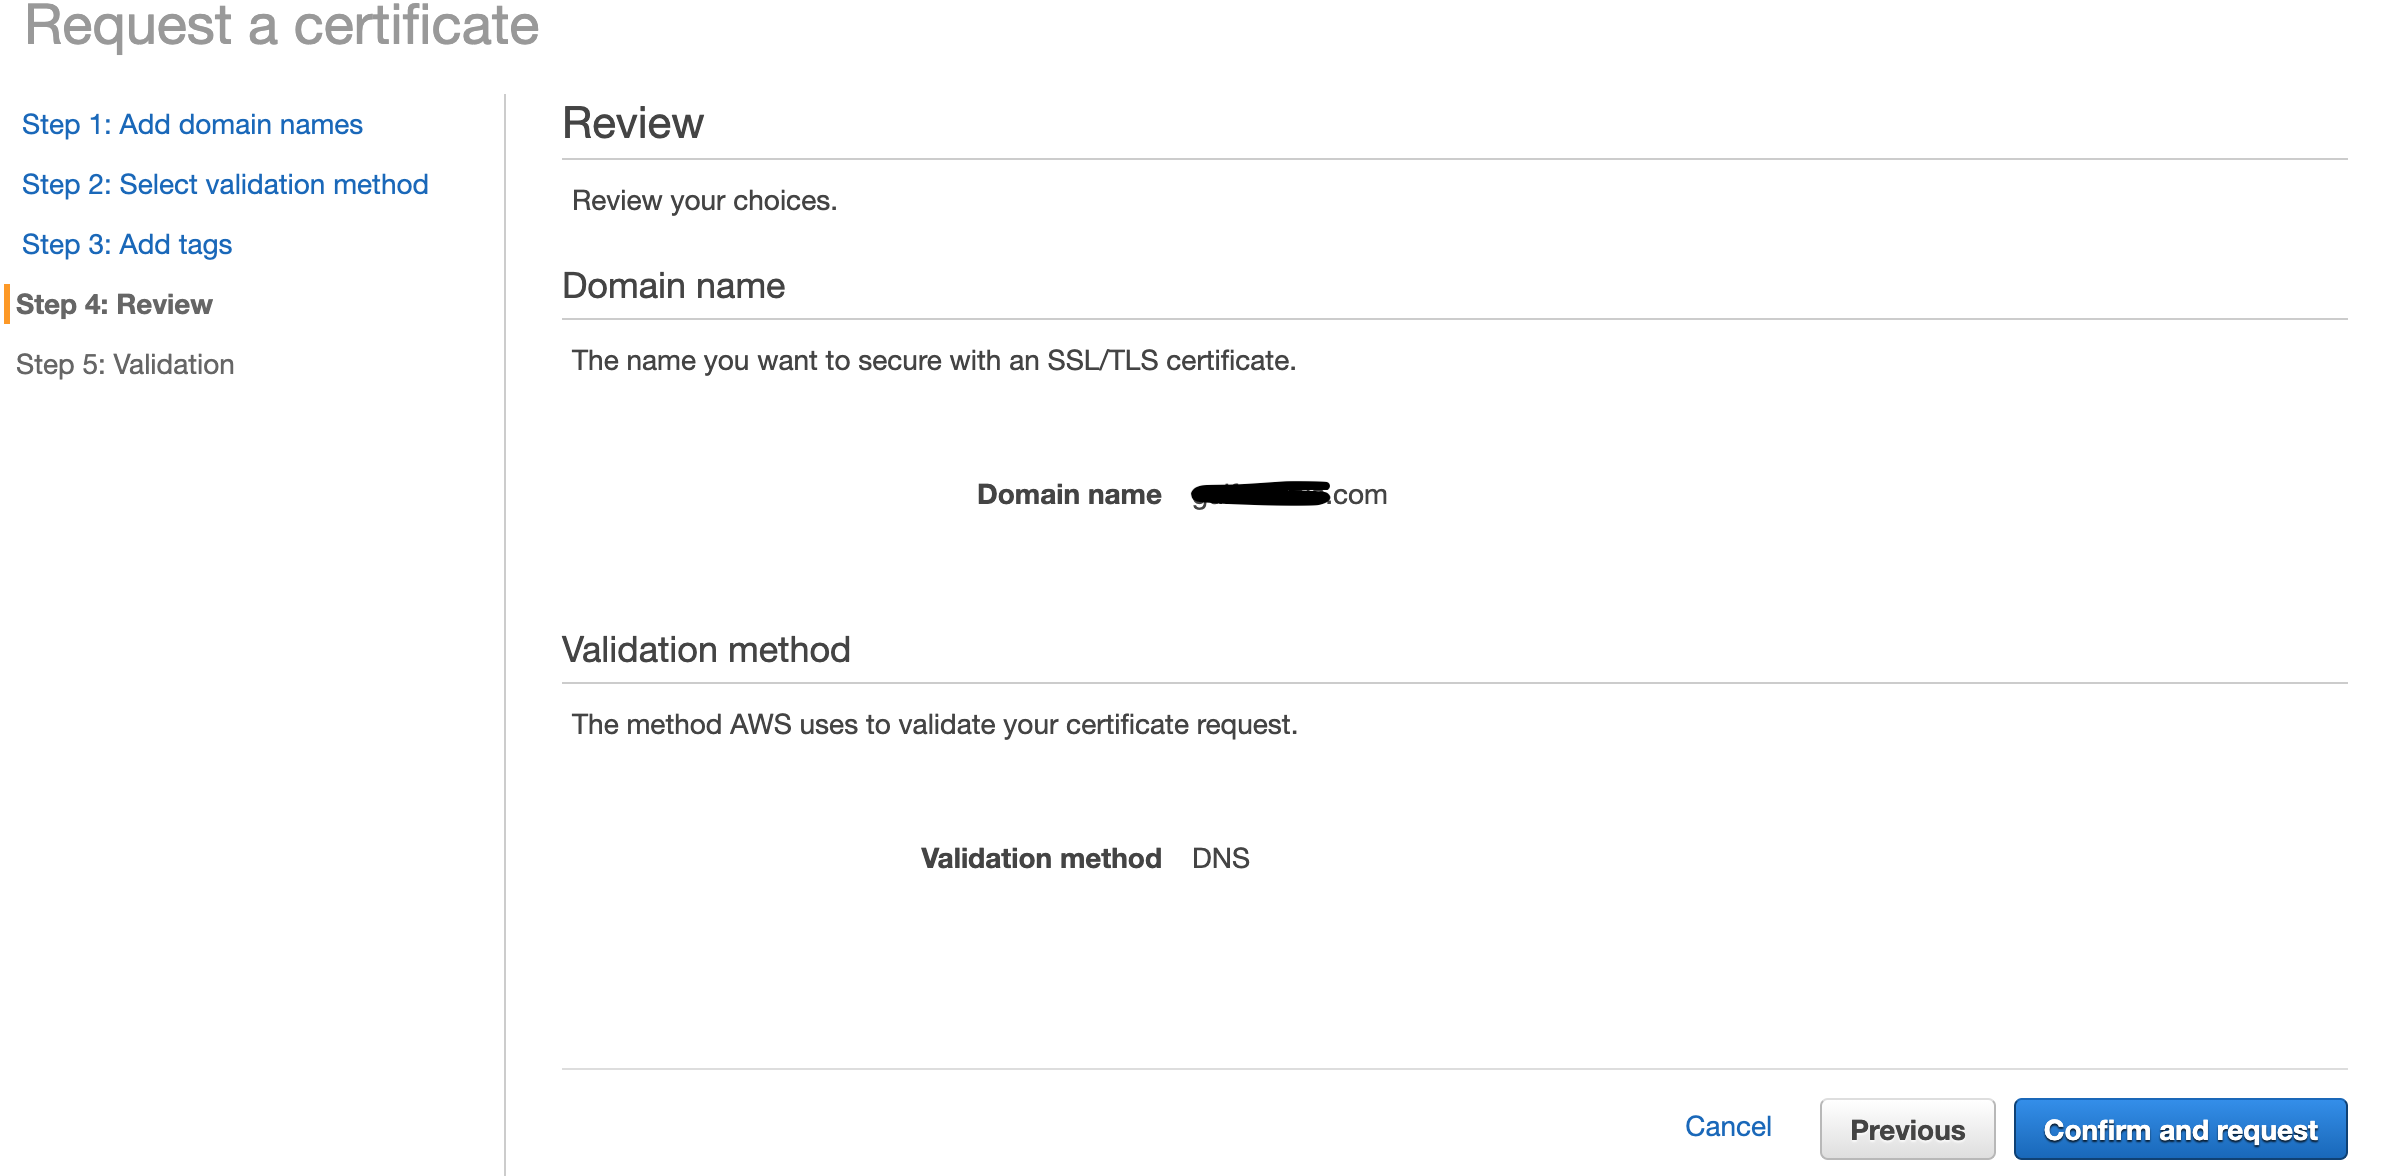 Request a certificate
Step 1: Add domain names
Step 2: Select validation method
Step 3: Add tags
Step 4: Review
Step 5: Validation
Review
Review your choices.
Domain name
The name you want to secure with an SSL/TLS certificate.
Domain name .com
Validation method
The method AWS uses to validate your certificate request.
Validation method DNS
Cancel Previous Confirm and request